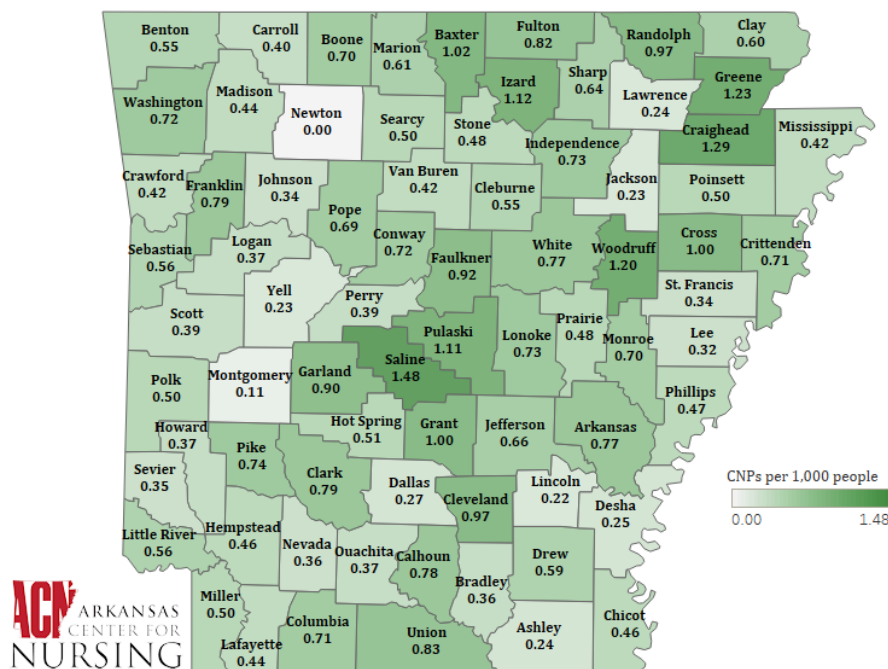 Benton
0.55
Carroll
0.40
Boone
0.70
Marion
0.61
Baxter
1.02
Fulton
0.82
Randolph
0.97
Clay
0.60
Washington
0.72
Madison
0.44
Newton
0.00
Searcy
0.50
Stone
0.48
Izard
1.12
Sharp
0.64
Lawrence
0.24
Greene
1.23
Craighead
1.29
Mississippi
0.42
Crawford
0.42
Franklin
0.79
Johnson
0.34
Pope
0.69
Van Buren
0.42
Cleburne
0.55
Independence
0.73
Jackson
0.23
Poinsett
0.50
Sebastian
0.56
Logan
0.37
Conway
0.72
Faulkner
0.92
White
0.77
Woodruff
1.20
Cross
1.00
Crittenden
0.71
Scott
0.39
Yell
0.23
Perry
0.39
Pulaski
1.11
Lonoke
0.73
Prairie
0.48
Monroe
0.70
St. Francis
0.34
Lee
0.32
Phillips
0.47
Polk
0.50
Montgomery
0.11
Garland
0.90
Saline
1.48
Hot Spring
0.51
Grant
1.00
Jefferson
0.66
Arkansas
0.77
Howard
0.37
Pike
0.74
Clark
0.79
Dallas
0.27
Cleveland
0.97
Lincoln
0.22
Desha
0.25
Sevier
0.35
Little River
0.56
Hempstead
0.46
Nevada
0.36
Ouachita
0.37
Calhoun
0.78
Bradley
0.36
Drew
0.59
Miller
0.50
Lafayette
0.44
Columbia
0.71
Union
0.83
Ashley
0.24
Chicot
0.46
CNPs per 1,000 people
0.00 1.48
ACN ARKANSAS
CENTER FOR
NURSING